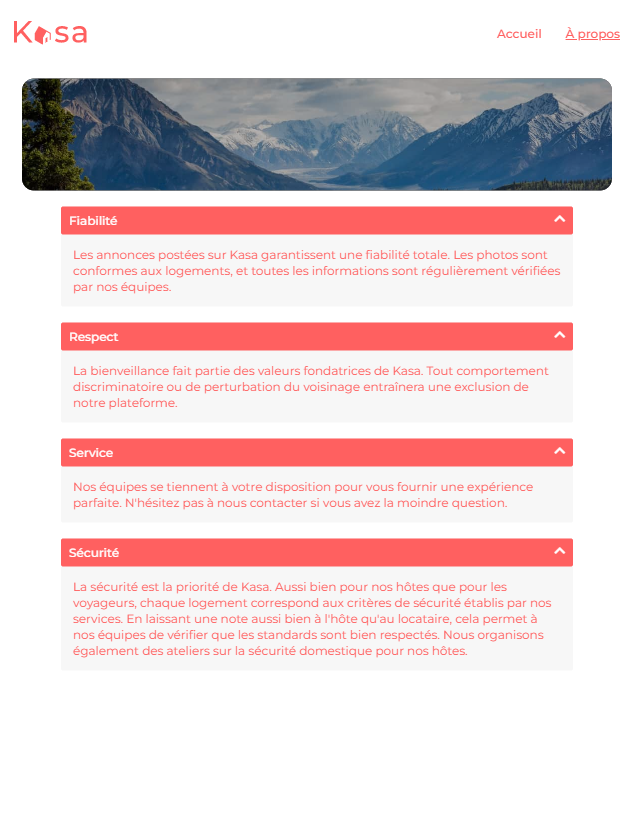 Kasa
Accueil À propos
Fiabilité
Les annonces postées sur Kasa garantissent une fiabilité totale. Les photos sont
conformes aux logements, et toutes les informations sont régulièrement vérifiées
par nos équipes.
Respect
La bienveillance fait partie des valeurs fondatrices de Kasa. Tout comportement
discriminatoire ou de perturbation du voisinage entraînera une exclusion de
notre plateforme.
Service
Nos équipes se tiennent à votre disposition pour vous fournir une expérience
parfaite. N'hésitez pas à nous contacter si vous avez la moindre question.
Sécurité
La sécurité est la priorité de Kasa. Aussi bien pour nos hôtes que pour les
voyageurs, chaque logement correspond aux critères de sécurité établis par nos
services. En laissant une note aussi bien à l'hôte qu'au locataire, cela permet à
nos équipes de vérifier que les standards sont bien respectés. Nous organisons
également des ateliers sur la sécurité domestique pour nos hôtes.